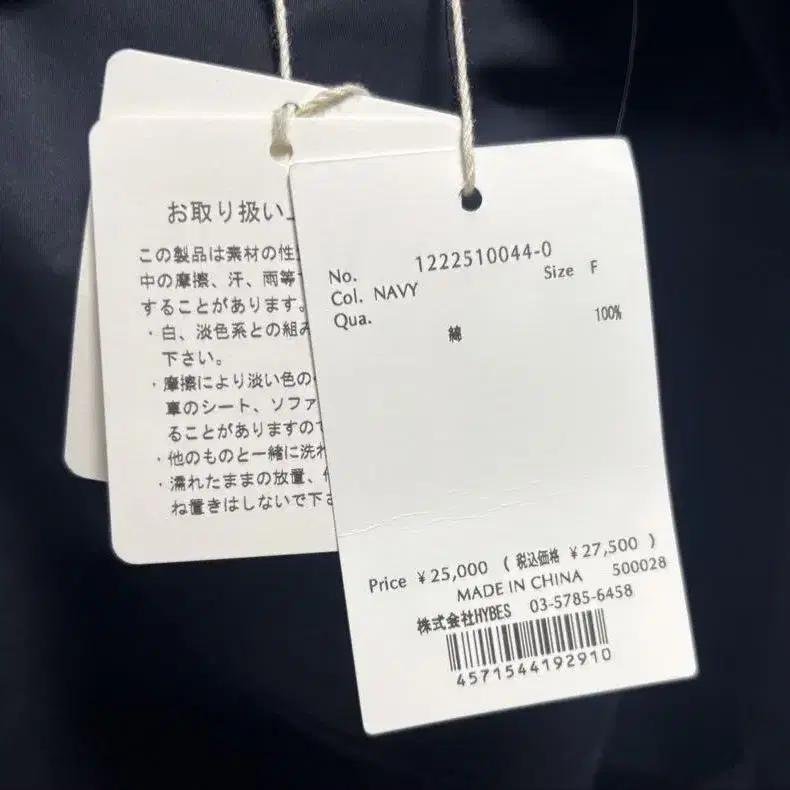 お取り扱い上
この製品は素材の性
中の摩擦、汗、雨等
することがあります。
・白、淡色系との組み
下さい。
・摩擦により淡い色の
車のシート、ソファ
ることがありますので
・他のものと一緒に洗
・濡れたままの放置、
ね置きはしないで下さ
No. 1222510044-0
Size F
Col. NAVY
Qua.
綿 100%
Price ¥25,000 (税込価格 ¥27,500)
MADE IN CHINA 500028
株式会社HYBES 03-5785-6458
4571544192910